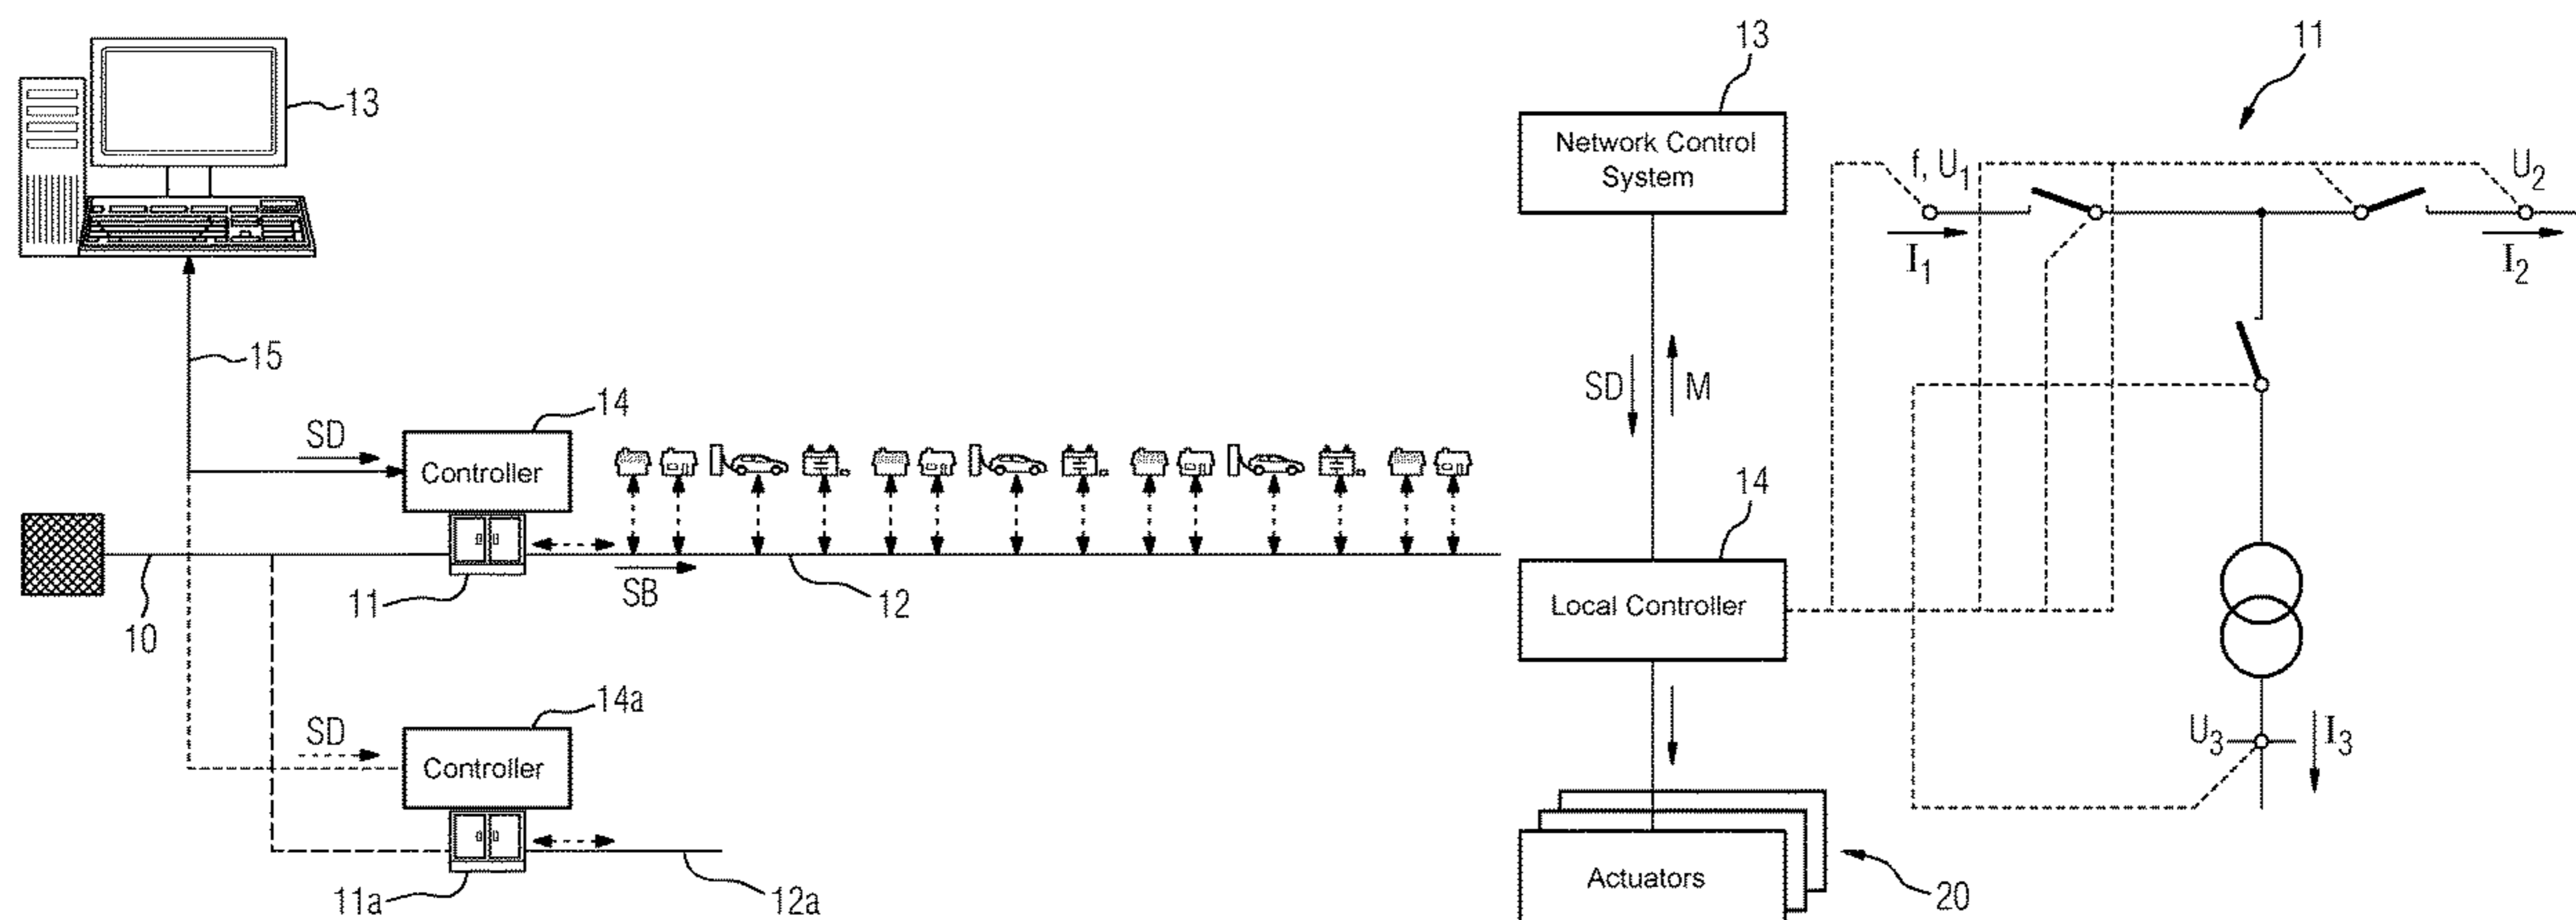 13
15
SD
14
Controller
10
11
SB
12
SD
14a
Controller
11a
12a
13
Network Control
System
SD
M
14
Local Controller
Actuators
20
11
f, U1
U2
I1
I2
U3
I3